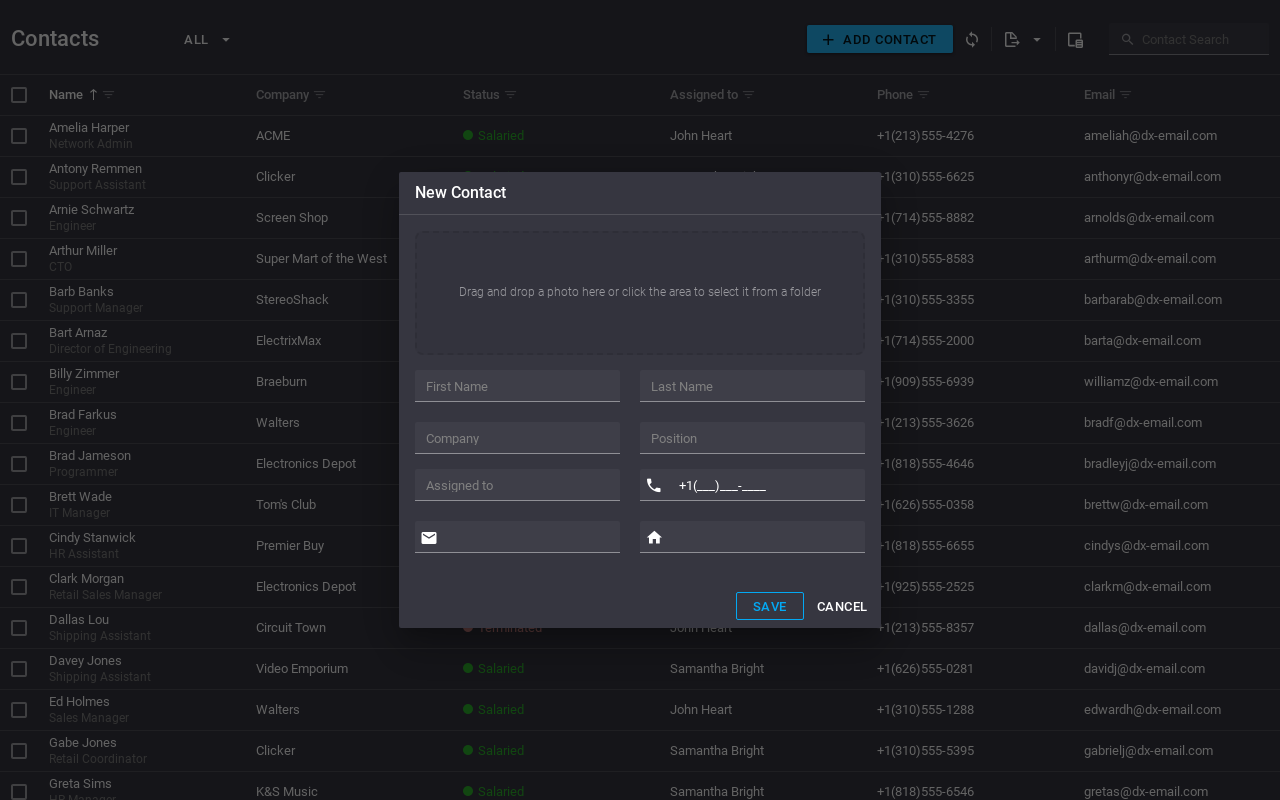 Contacts ALL ADD CONTACT Contact Search
Name Company Status Assigned to Phone Email
Amelia Harper
Network Admin
ACME Salaried John Heart +1(213)555-4276 ameliah@dx-email.com
Antony Remmen
Support Assistant
Clicker +1(310)555-6625 anthonyr@dx-email.com
Arnie Schwartz
Engineer
Screen Shop +1(714)555-8882 arnolds@dx-email.com
Arthur Miller
CTO
Super Mart of the West +1(310)555-8583 arthurm@dx-email.com
Barb Banks
Support Manager
StereoShack +1(310)555-3355 barbarab@dx-email.com
Bart Arnaz
Director of Engineering
ElectrixMax +1(714)555-2000 barta@dx-email.com
Billy Zimmer
Engineer
Braeburn +1(909)555-6939 williamz@dx-email.com
Brad Farkus
Engineer
Walters +1(213)555-3626 bradf@dx-email.com
Brad Jameson
Programmer
Electronics Depot +1(818)555-4646 bradleyj@dx-email.com
Brett Wade
IT Manager
Tom's Club +1(626)555-0358 brettw@dx-email.com
Cindy Stanwick
HR Assistant
Premier Buy +1(818)555-6655 cindys@dx-email.com
Clark Morgan
Retail Sales Manager
Electronics Depot +1(925)555-2525 clarkm@dx-email.com
Dallas Lou
Shipping Assistant
Circuit Town Terminated John Heart +1(213)555-8357 dallas@dx-email.com
Davey Jones
Shipping Assistant
Video Emporium Salaried Samantha Bright +1(626)555-0281 davidj@dx-email.com
Ed Holmes
Sales Manager
Walters Salaried John Heart +1(310)555-1288 edwardh@dx-email.com
Gabe Jones
Retail Coordinator
Clicker Salaried Samantha Bright +1(310)555-5395 gabrielj@dx-email.com
Greta Sims
HR Manager
K&S Music Salaried Samantha Bright +1(818)555-6546 gretas@dx-email.com
New Contact
Drag and drop a photo here or click the area to select it from a folder
First Name Last Name
Company Position
Assigned to +1(___)___-____
SAVE CANCEL